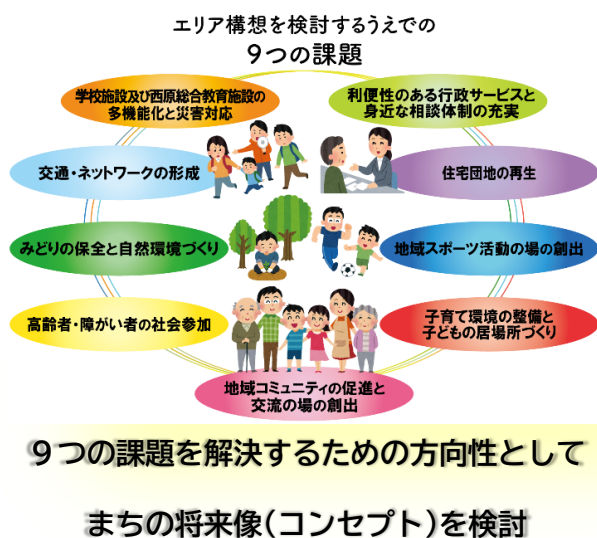 エリア構想を検討するうえでの
9つの課題
学校施設及び西原総合教育施設の
多機能化と災害対応
利便性のある行政サービスと
身近な相談体制の充実
交通・ネットワークの形成
住宅団地の再生
みどりの保全と自然環境づくり
地域スポーツ活動の場の創出
高齢者・障がい者の社会参加
子育て環境の整備と
子どもの居場所づくり
地域コミュニティの促進と
交流の場の創出
9つの課題を解決するための方向性として
まちの将来像(コンセプト)を検討